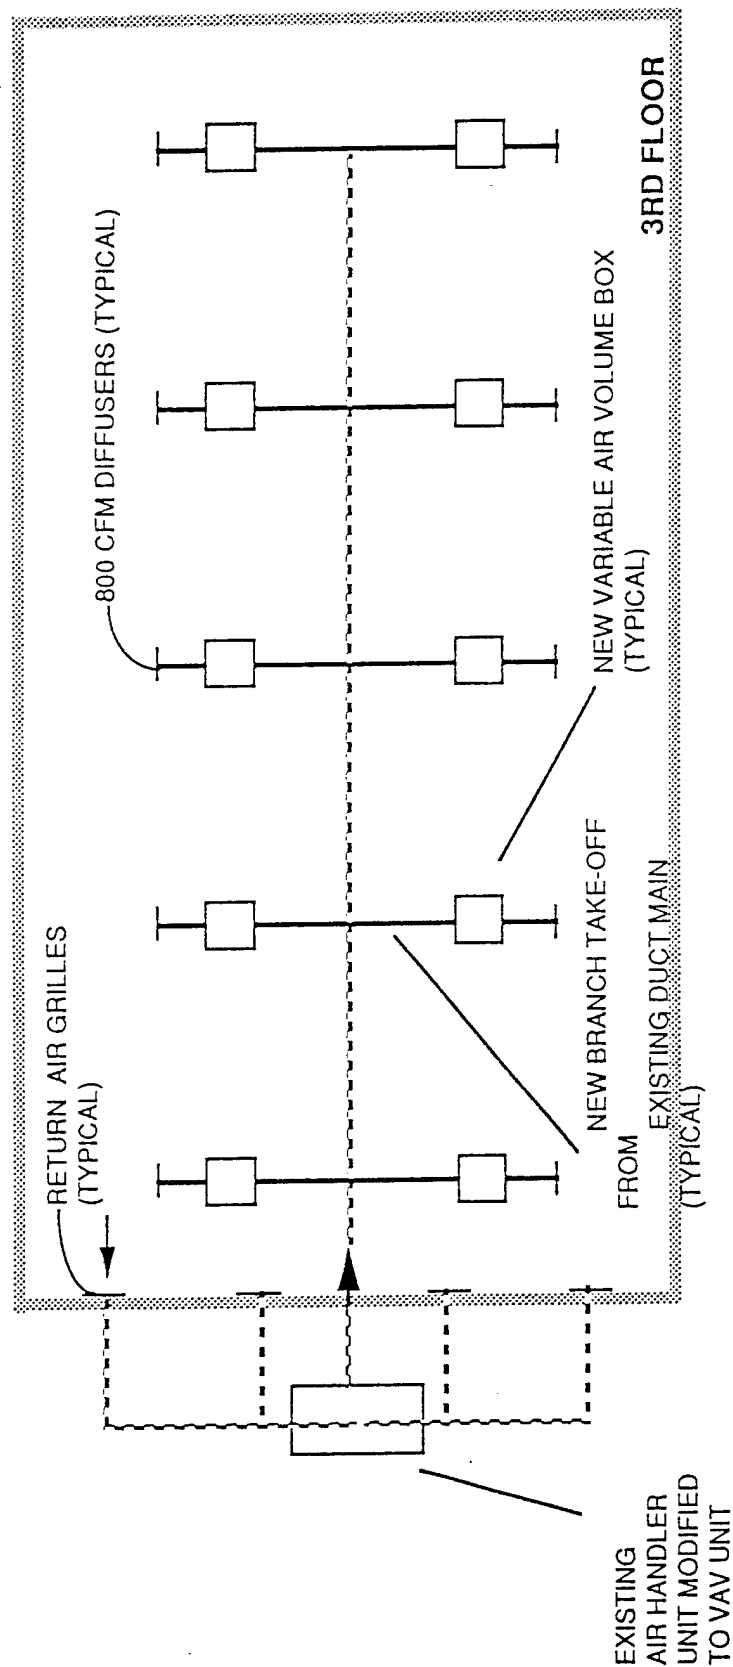 3RD FLOOR
800 CFM DIFFUSERS (TYPICAL)
NEW VARIABLE AIR VOLUME BOX
(TYPICAL)
RETURN AIR GRILLES
(TYPICAL)
NEW BRANCH TAKE-OFF
FROM EXISTING DUCT MAIN
(TYPICAL)
EXISTING
AIR HANDLER
UNIT MODIFIED
TO VAV UNIT